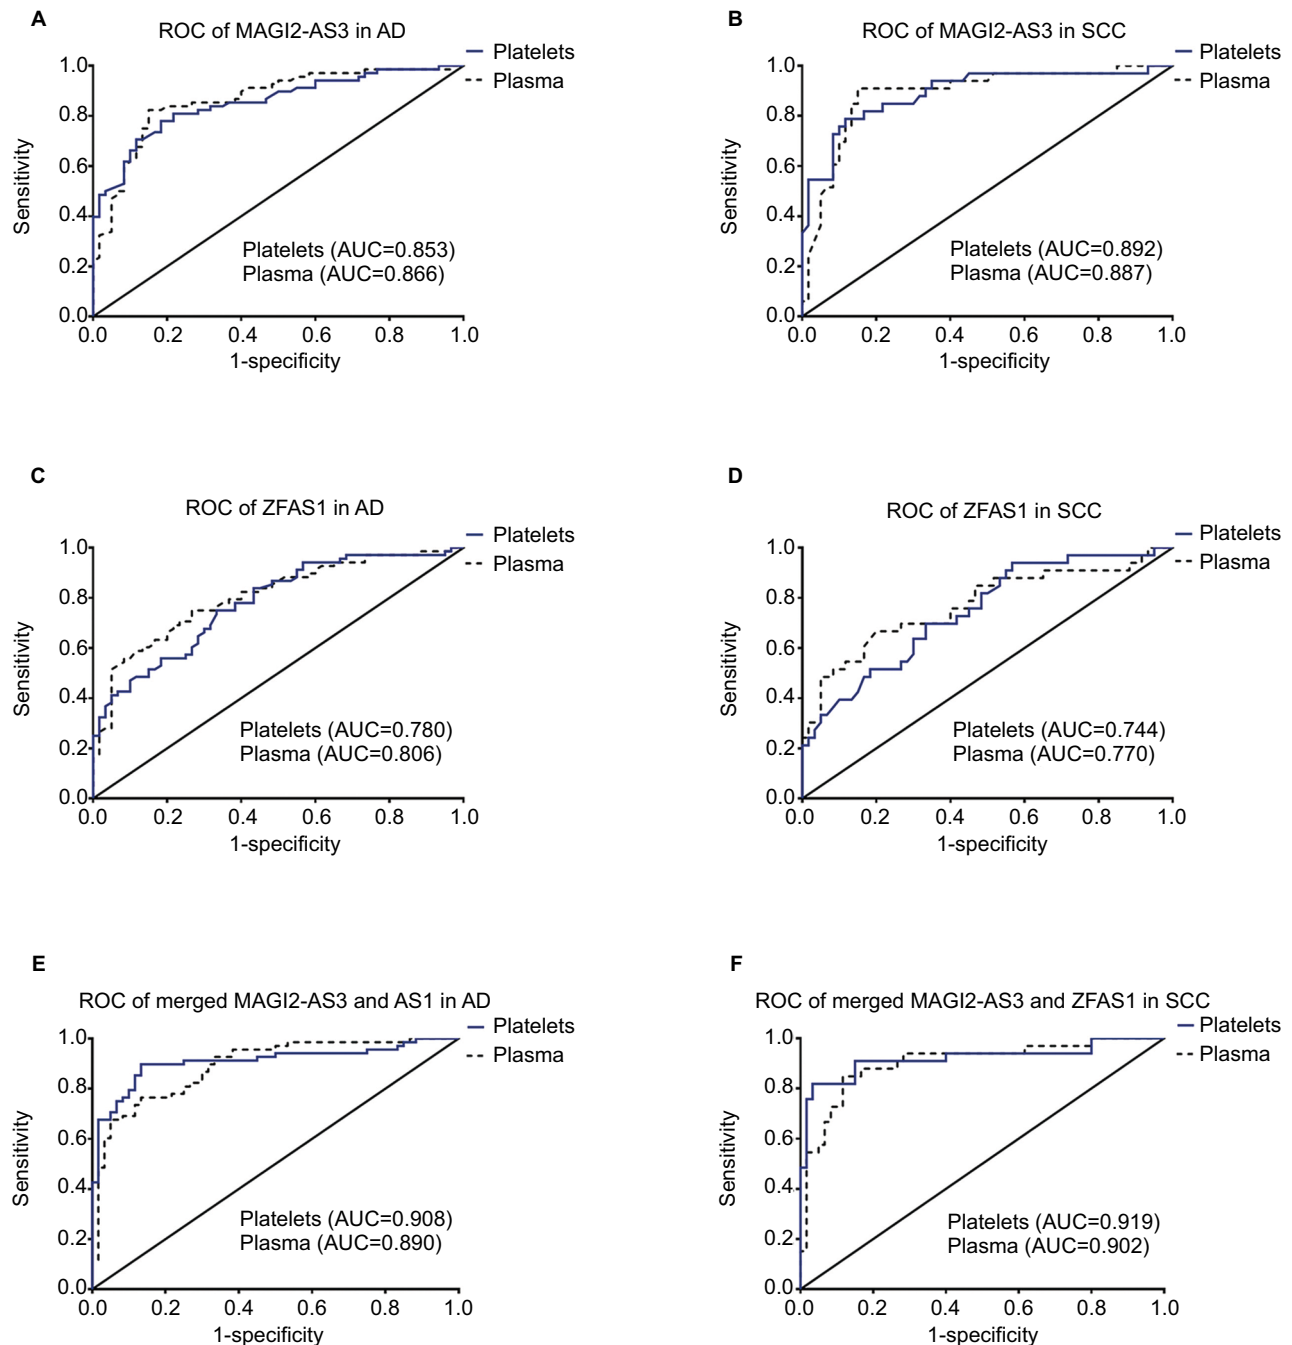 A
ROC of MAGI2-AS3 in AD
Platelets
Plasma
1.0
0.8
0.6
0.4
0.2
0.0
Sensitivity
Platelets (AUC=0.853)
Plasma (AUC=0.866)
0.0 0.2 0.4 0.6 0.8 1.0
1-specificity
B
ROC of MAGI2-AS3 in SCC
Platelets
Plasma
1.0
0.8
0.6
0.4
0.2
0.0
Sensitivity
Platelets (AUC=0.892)
Plasma (AUC=0.887)
0.0 0.2 0.4 0.6 0.8 1.0
1-specificity
C
ROC of ZFAS1 in AD
Platelets
Plasma
1.0
0.8
0.6
0.4
0.2
0.0
Sensitivity
Platelets (AUC=0.780)
Plasma (AUC=0.806)
0.0 0.2 0.4 0.6 0.8 1.0
1-specificity
D
ROC of ZFAS1 in SCC
Platelets
Plasma
1.0
0.8
0.6
0.4
0.2
0.0
Sensitivity
Platelets (AUC=0.744)
Plasma (AUC=0.770)
0.0 0.2 0.4 0.6 0.8 1.0
1-specificity
E
ROC of merged MAGI2-AS3 and AS1 in AD
Platelets
Plasma
1.0
0.8
0.6
0.4
0.2
0.0
Sensitivity
Platelets (AUC=0.908)
Plasma (AUC=0.890)
0.0 0.2 0.4 0.6 0.8 1.0
1-specificity
F
ROC of merged MAGI2-AS3 and ZFAS1 in SCC
Platelets
Plasma
1.0
0.8
0.6
0.4
0.2
0.0
Sensitivity
Platelets (AUC=0.919)
Plasma (AUC=0.902)
0.0 0.2 0.4 0.6 0.8 1.0
1-specificity